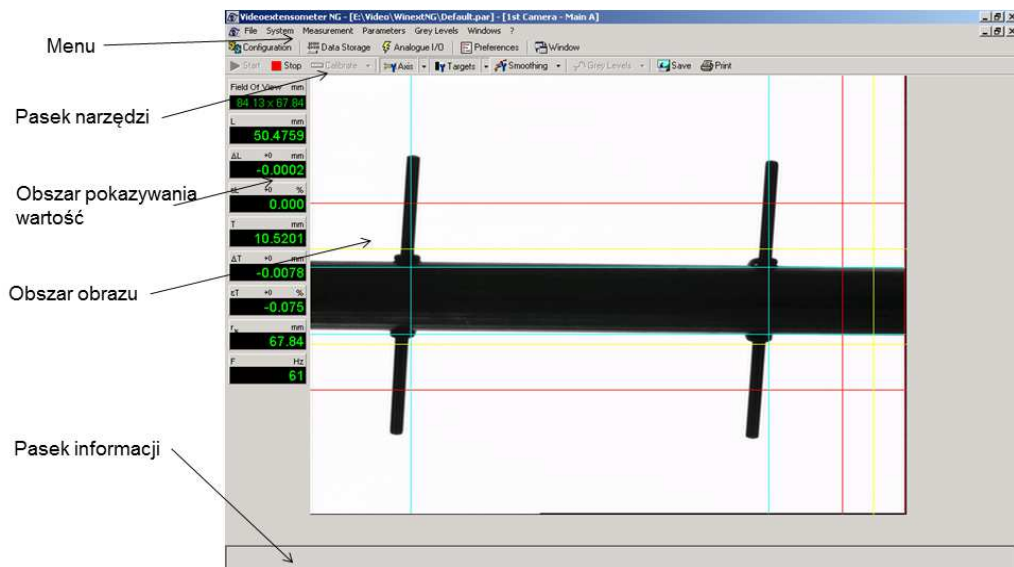 Videoextensometer NG - [E:\Video\WinextNG\Default.par] - [1st Camera - Main A]
File System Measurement Parameters Grey Levels Windows ?
Configuration Data Storage Analogue I/O Preferences Window
Start Stop Calibrate Axis Targets Smoothing Grey Levels Save Print
Menu
Pasek narzędzi
Obszar pokazywania
wartość
Obszar obrazu
Pasek informacji
Field Of View mm
84.13 x 67.84
L mm
50.4759
ΔL +0 mm
-0.0002
εL +0 %
0.000
T mm
10.5201
ΔT +0 mm
-0.0078
εT +0 %
-0.075
mm
67.84
F Hz
61